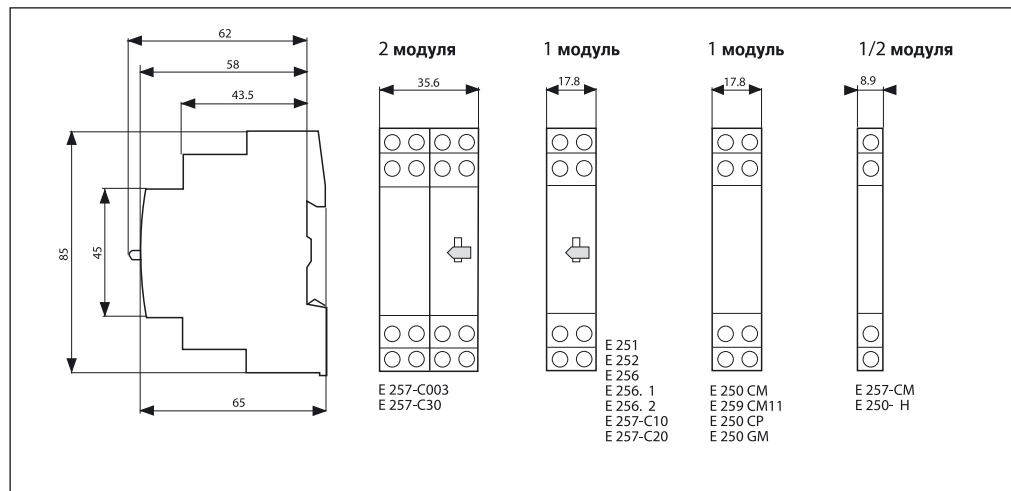 62
58
43.5
85
45
65
2 модуля
35.6
E 257-C003
E 257-C30
1 модуль
17.8
E 251
E 252
E 256
E 256. 1
E 256. 2
E 257-C10
E 257-C20
1 модуль
17.8
E 250 CM
E 259 CM11
E 250 CP
E 250 GM
1/2 модуля
8.9
E 257-CM
E 250- H